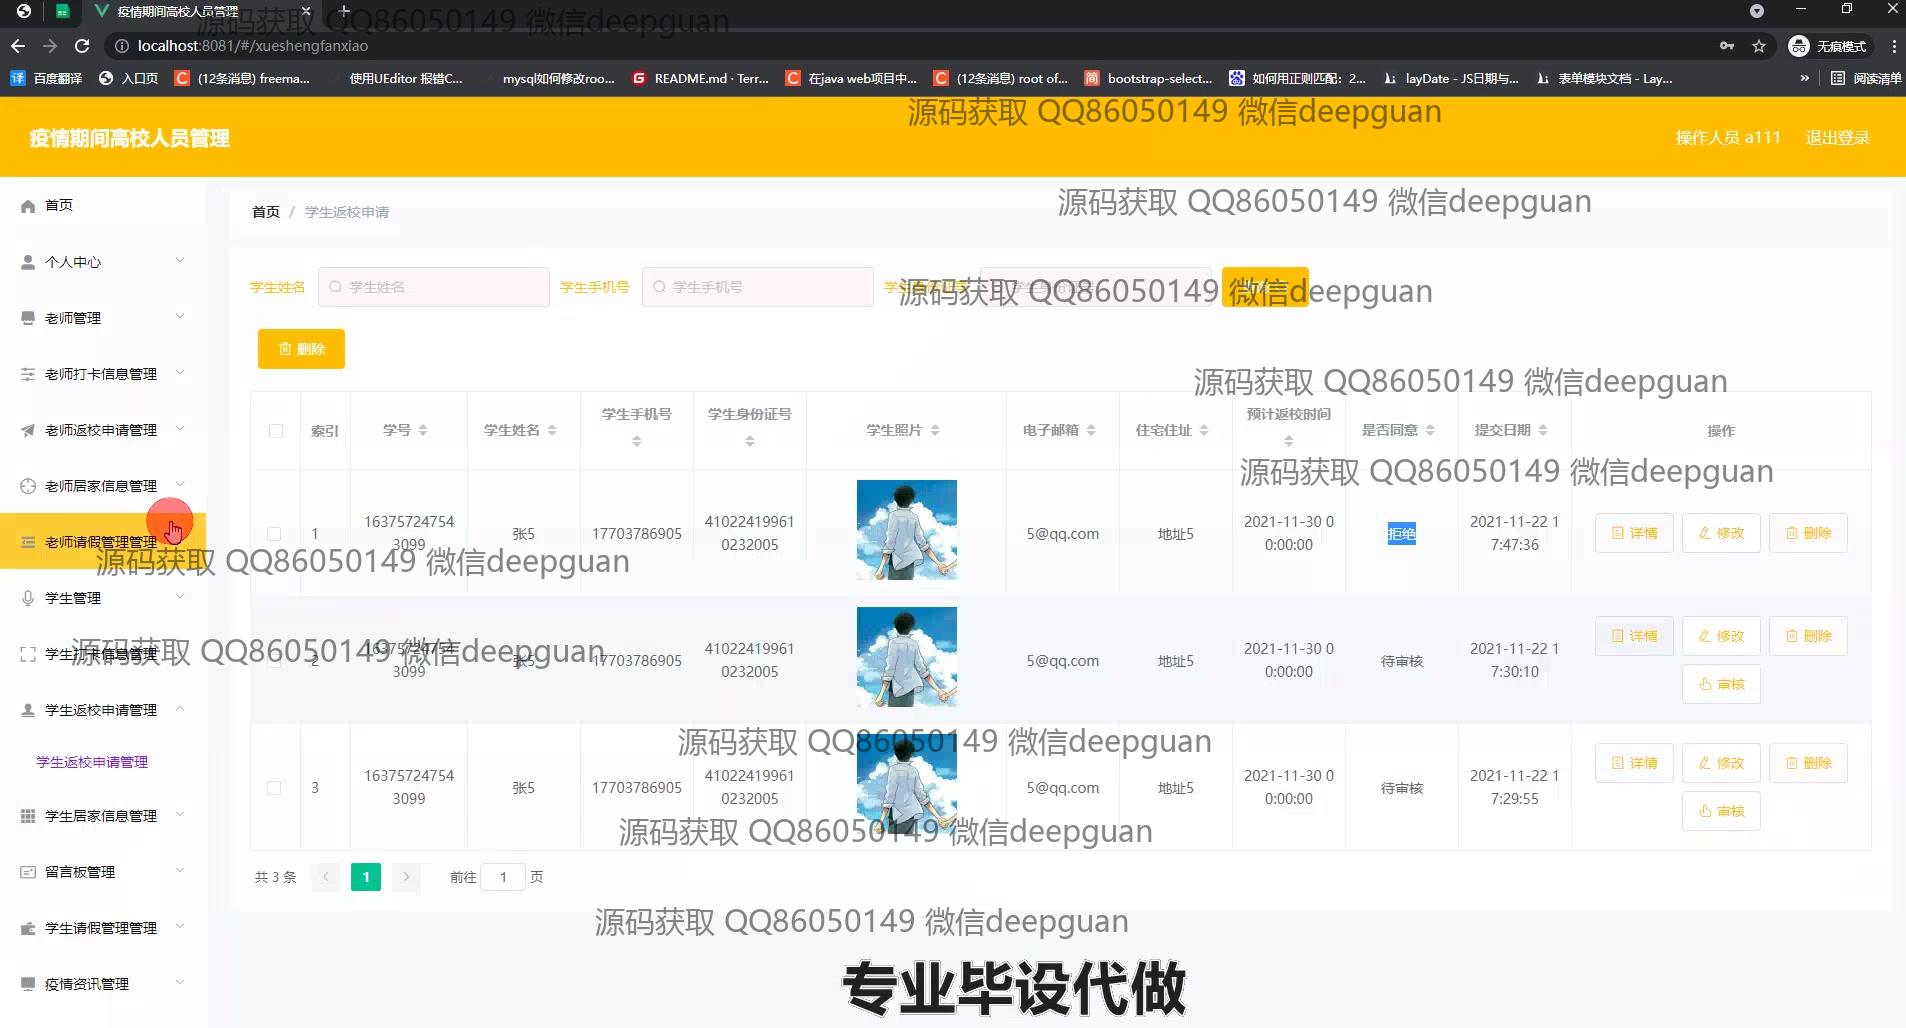 疫情期间高校人员管理
源码获取 QQ86050149 微信deepguan
localhost:8081/#/xueshengfanxiao
无痕模式
百度翻译
入口页
(12条消息) freema...
使用UEditor 报错C...
mysql如何修改roo...
README.md · Terr...
在java web项目中...
(12条消息) root of...
bootstrap-select...
如何用正则匹配：2...
layDate - JS日期与...
表单模块文档 - Lay...
»
阅读清单
源码获取 QQ86050149 微信deepguan
疫情期间高校人员管理
操作人员 a111
退出登录
首页
个人中心
老师管理
老师打卡信息管理
老师返校申请管理
老师居家信息管理
老师请假管理管理
学生管理
学生打卡信息管理
学生返校申请管理
学生返校申请管理
学生居家信息管理
留言板管理
学生请假管理管理
疫情资讯管理
源码获取 QQ86050149 微信deepguan
首页 / 学生返校申请
学生姓名 学生姓名 学生手机号 学生手机号
源码获取 QQ86050149 微信deepguan
删除
源码获取 QQ86050149 微信deepguan
索引 学号 学生姓名 学生手机号 学生身份证号 学生照片 电子邮箱 住宅住址 预计返校时间 是否同意 提交日期 操作
源码获取 QQ86050149 微信deepguan
1 16375724754 3099 张5 17703786905 41022419961 0232005 5@qq.com 地址5 2021-11-30 0 0:00:00 拒绝 2021-11-22 1 7:47:36 详情 修改 删除
源码获取 QQ86050149 微信deepguan
2 16375724754 3099 张5 17703786905 41022419961 0232005 5@qq.com 地址5 2021-11-30 0 0:00:00 待审核 2021-11-22 1 7:30:10 详情 修改 删除
审核
源码获取 QQ86050149 微信deepguan
源码获取 QQ86050149 微信deepguan
3 16375724754 3099 张5 17703786905 41022419961 0232005 5@qq.com 地址5 2021-11-30 0 0:00:00 待审核 2021-11-22 1 7:29:55 详情 修改 删除
审核
源码获取 QQ86050149 微信deepguan
共 3 条 1 前往 1 页
源码获取 QQ86050149 微信deepguan
专业毕设代做